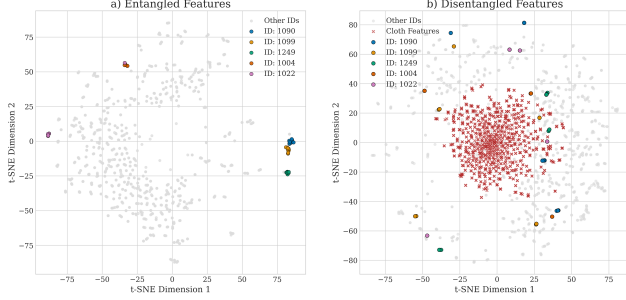 a) Entangled Features
b) Disentangled Features
t-SNE Dimension 2
75
50
25
0
−25
−50
−75
−75
−50
−25
0
25
50
75
t-SNE Dimension 1
Other IDs
ID: 1090
ID: 1099
ID: 1249
ID: 1004
ID: 1022
t-SNE Dimension 2
80
60
40
20
0
−20
−40
−60
−80
−75
−50
−25
0
25
50
75
t-SNE Dimension 1
Other IDs
Cloth Features
ID: 1090
ID: 1099
ID: 1249
ID: 1004
ID: 1022